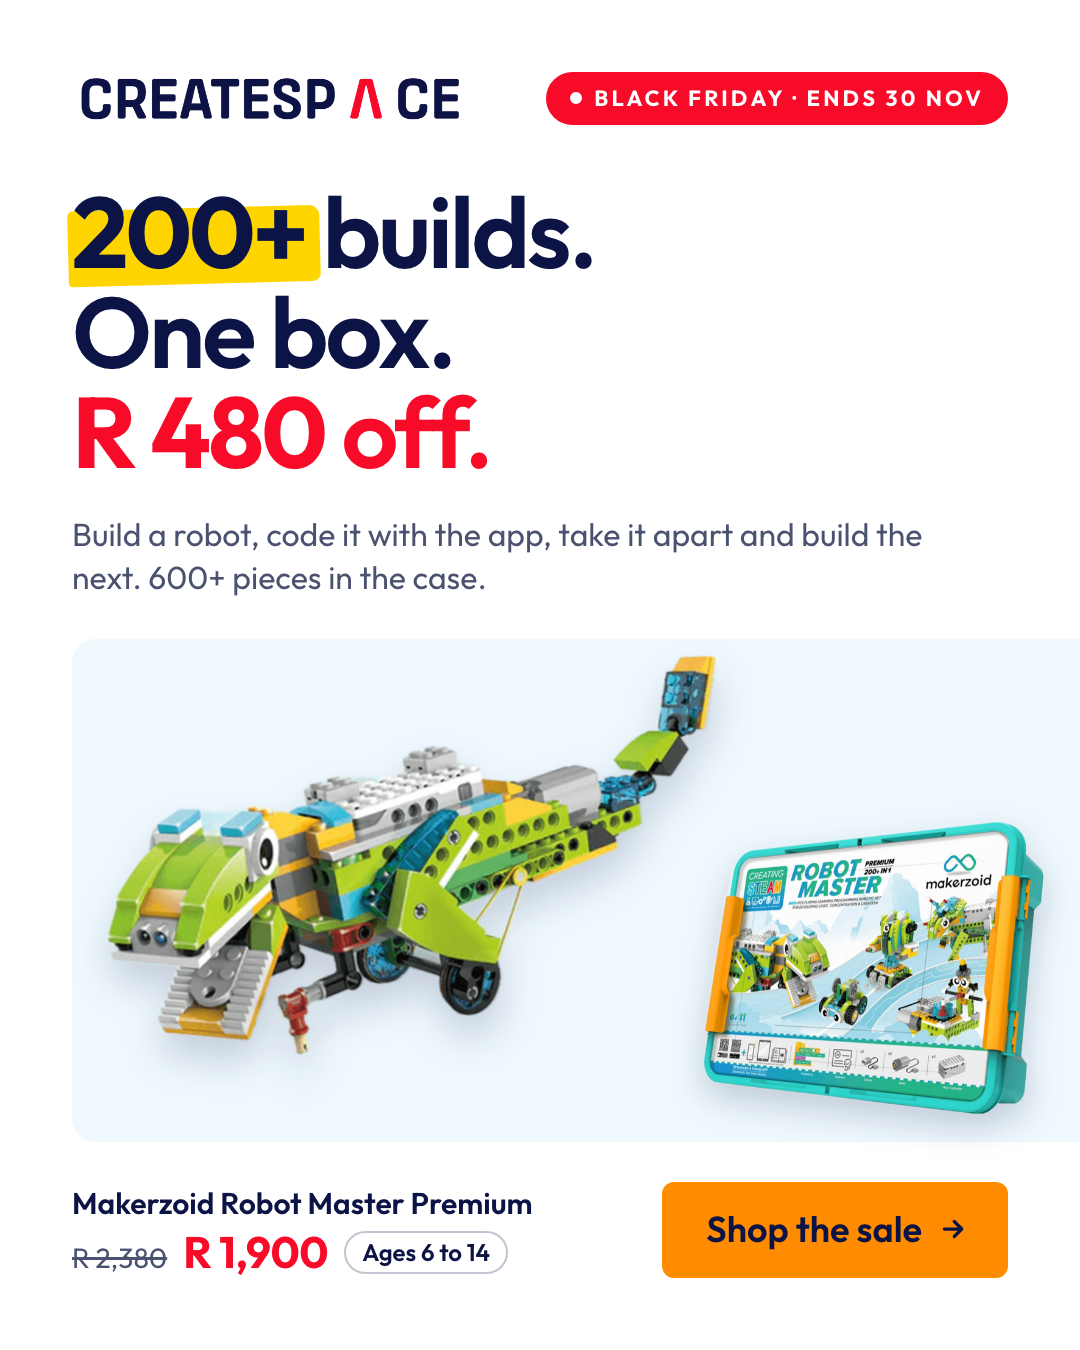 CREATESPACE
BLACK FRIDAY · ENDS 30 NOV
200+ builds.
One box.
R 480 off.
Build a robot, code it with the app, take it apart and build the
next. 600+ pieces in the case.
CREATING
STEAM
ROBOT
MASTER
PREMIUM
200+ IN 1
makerzoid
Makerzoid Robot Master Premium
R 2,380 R 1,900 Ages 6 to 14
Shop the sale →